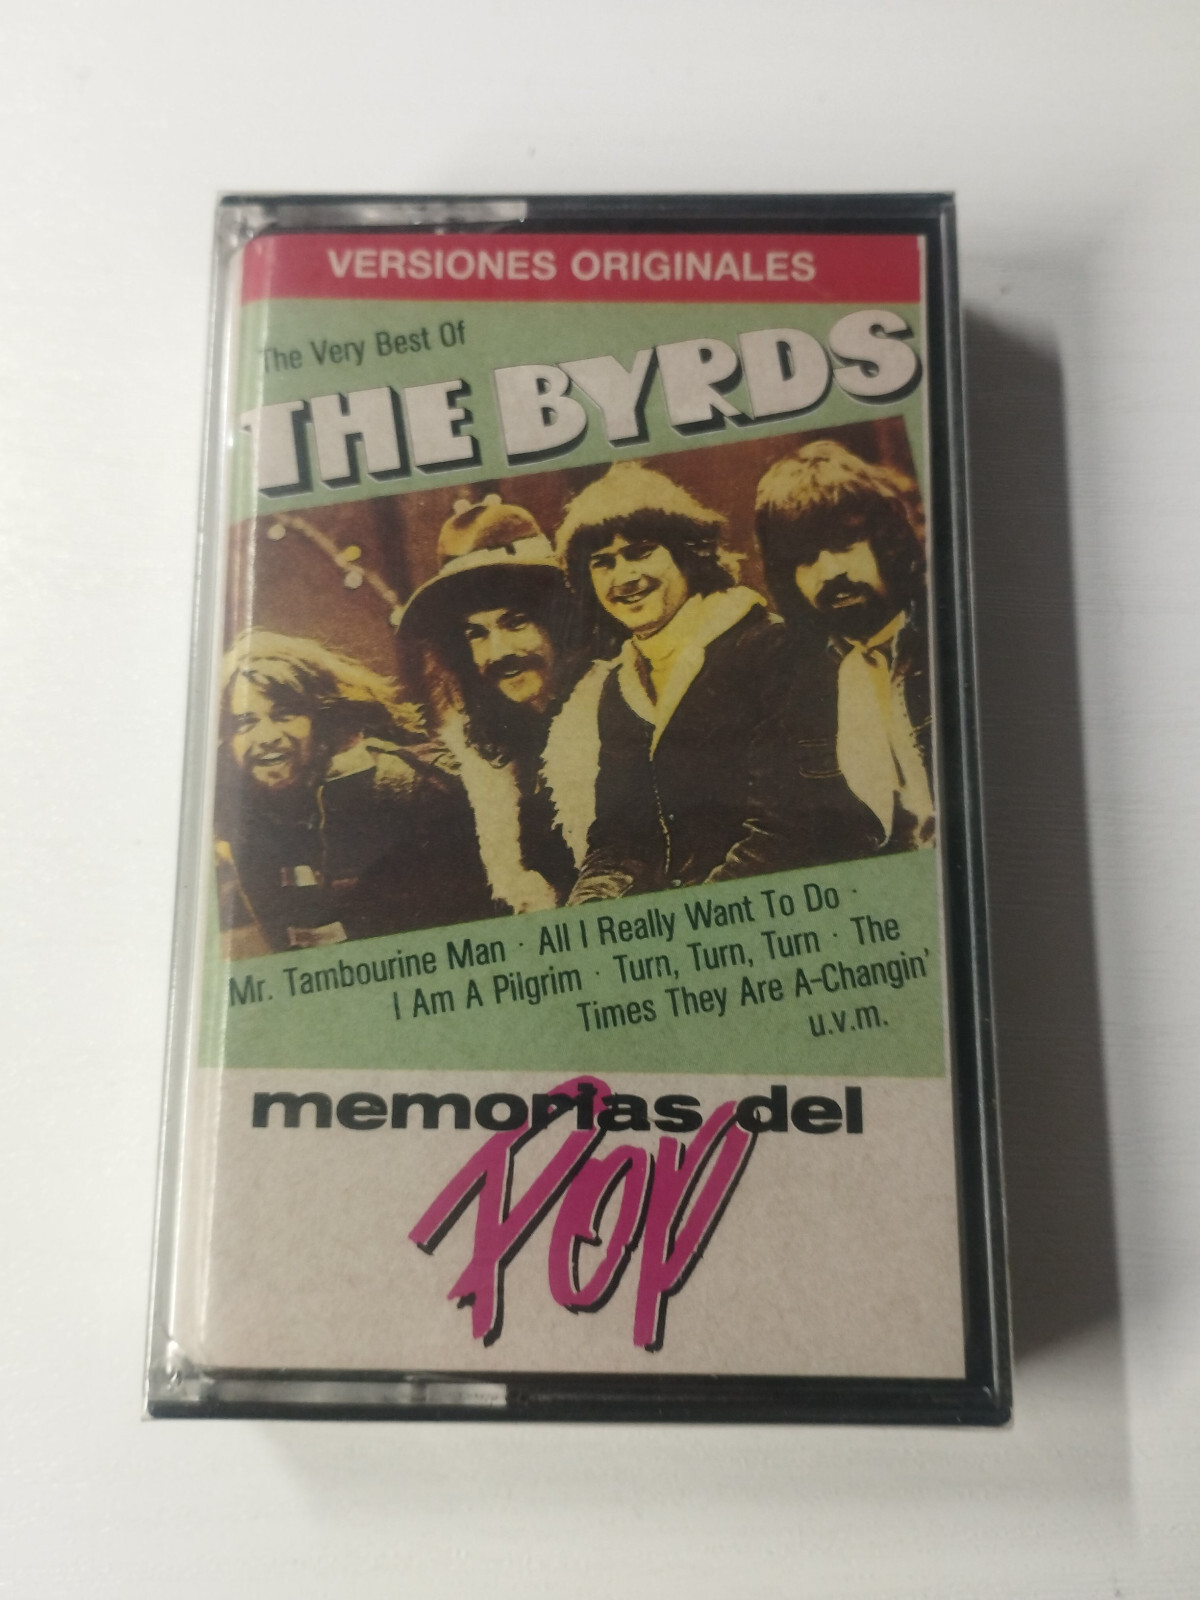 VERSIONES ORIGINALES
The Very Best Of
THE BYRDS
Mr. Tambourine Man · All I Really Want To Do ·
I Am A Pilgrim · Turn, Turn, Turn · The
Times They Are A-Changin'
u.v.m.
memorias del
Pop